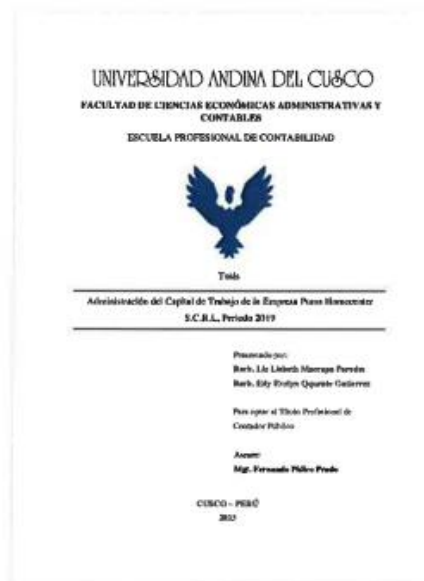 UNIVERSIDAD ANDINA DEL CUSCO
FACULTAD DE CIENCIAS ECONÓMICAS ADMINISTRATIVAS Y
CONTABLES
ESCUELA PROFESIONAL DE CONTABILIDAD
Tesis
Administración del Capital de Trabajo de la Empresa Homecenter
S.C.R.L., Periodo 2019
Presentado por:
Bach. Liz Lisbeth Paredes
Bach. Edy Evelyn Gutierrez
Para optar al Título Profesional de
Contador Público
Asesor:
Mgt. Fernando Prado
CUSCO – PERÚ